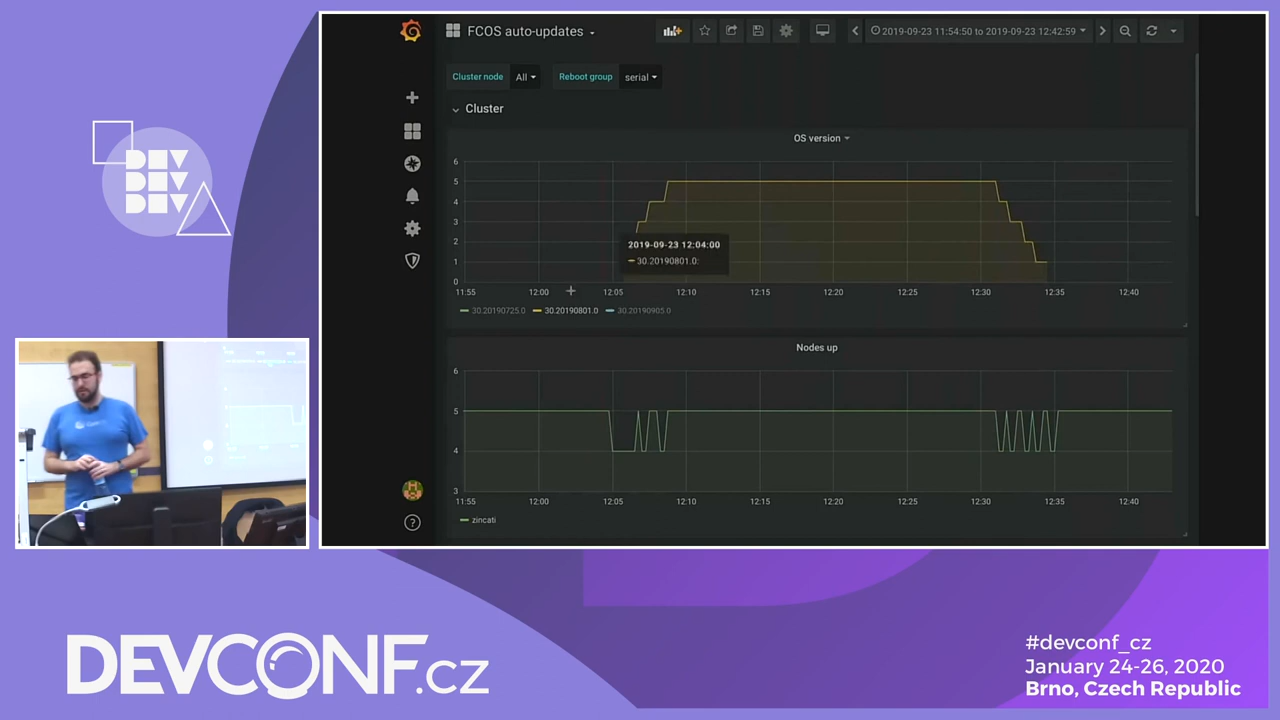 FCOS auto-updates
2019-09-23 11:54:50 to 2019-09-23 12:42:59
Cluster node All
Reboot group serial
Cluster
OS version
6
5
4
3
2
1
0
2019-09-23 12:04:00
30.20190801.0:
11:55 12:00 12:05 12:10 12:15 12:20 12:25 12:30 12:35 12:40
30.20190725.0 30.20190801.0 30.20190905.0
Nodes up
6
5
4
3
11:55 12:00 12:05 12:10 12:15 12:20 12:25 12:30 12:35 12:40
zincati
?
DEV
DEV
DEV
DEVCONF.cz
#devconf_cz
January 24-26, 2020
Brno, Czech Republic